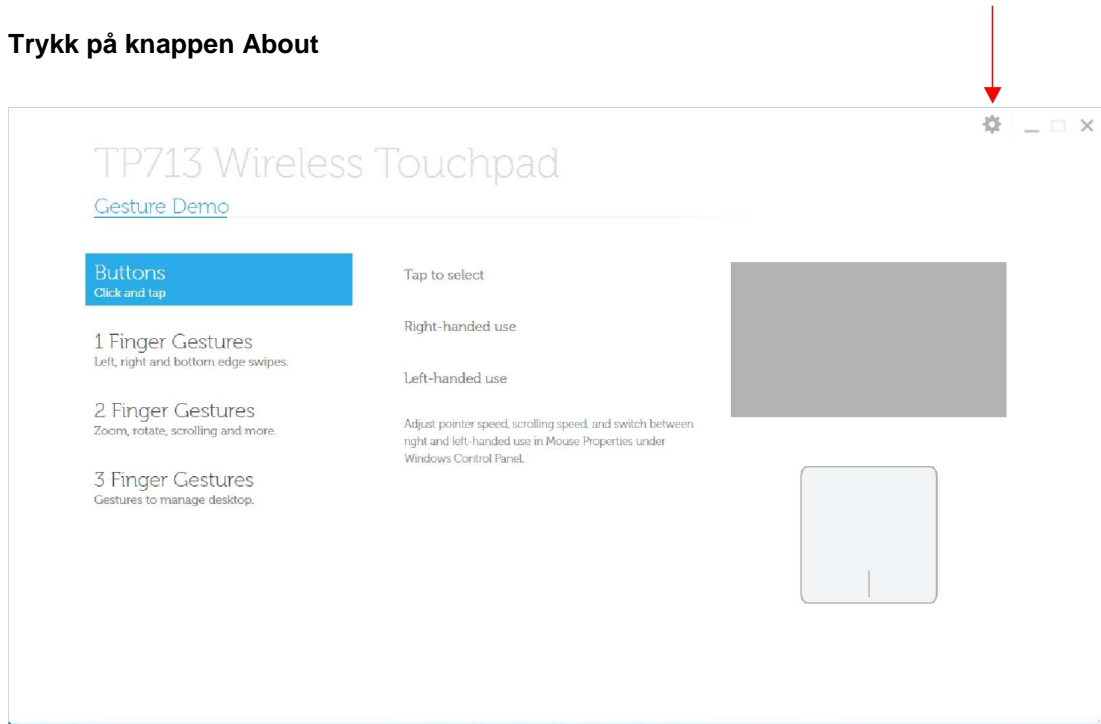 Trykk på knappen About
TP713 Wireless Touchpad
Gesture Demo
Buttons
Click and tap
1 Finger Gestures
Left, right and bottom edge swipes.
2 Finger Gestures
Zoom, rotate, scrolling and more.
3 Finger Gestures
Gestures to manage desktop.
Tap to select
Right-handed use
Left-handed use
Adjust pointer speed, scrolling speed, and switch between
right and left-handed use in Mouse Properties under
Windows Control Panel.